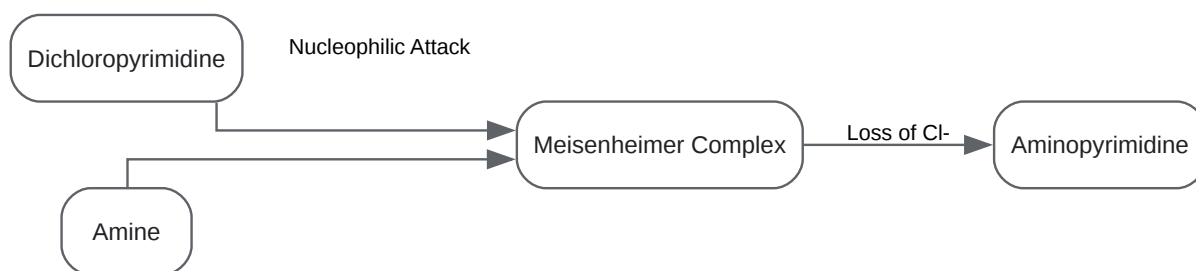 Dichloropyrimidine
Nucleophilic Attack
Meisenheimer Complex
Loss of Cl-
Aminopyrimidine
Amine